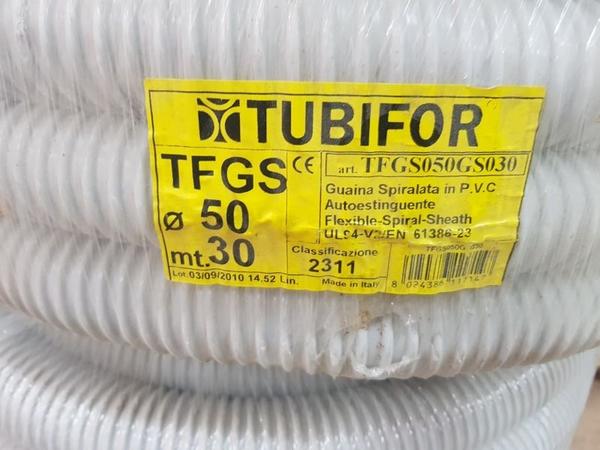 TUBIFOR
TFGS CE
art. TFGS050GS030
Guaina Spiralata in P.V.C
Autoestinguente
Flexible-Spiral-Sheath
UL94-V2/EN 61386-23
ø 50
mt.30
Classificazione
2311
Lot.03/09/2010 14.52 Lin.
Made in Italy